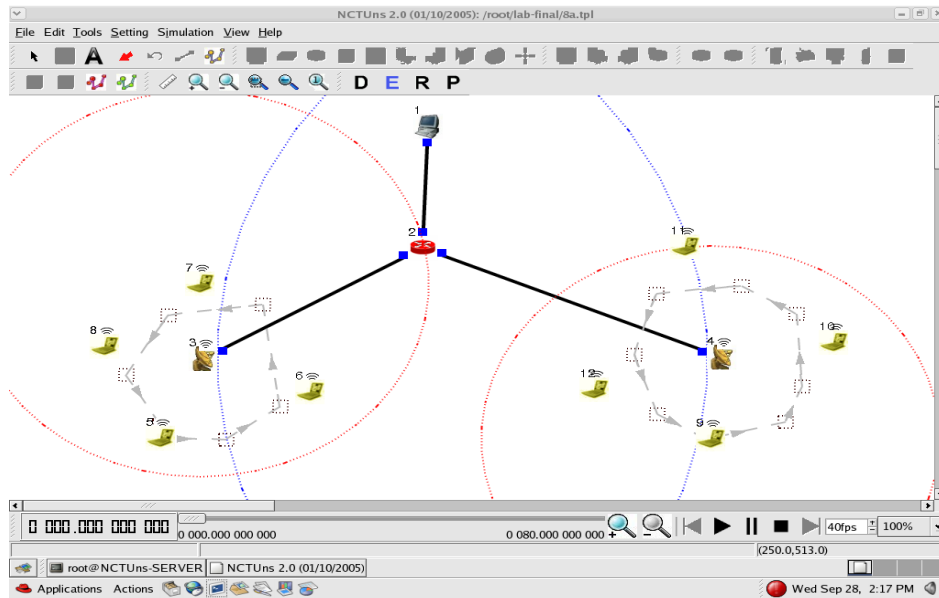 NCTUns 2.0 (01/10/2005): /root/lab-final/8a.tpl
File Edit Tools Setting Simulation View Help
D E R P
1
2
11
7
8
3
4
10
6
12
5
9
0 000.000 000 000
0 000.000 000 000
0 080.000 000 000
40fps
100%
(250.0,513.0)
root@NCTUns-SERVER
NCTUns 2.0 (01/10/2005)
Applications Actions
Wed Sep 28, 2:17 PM